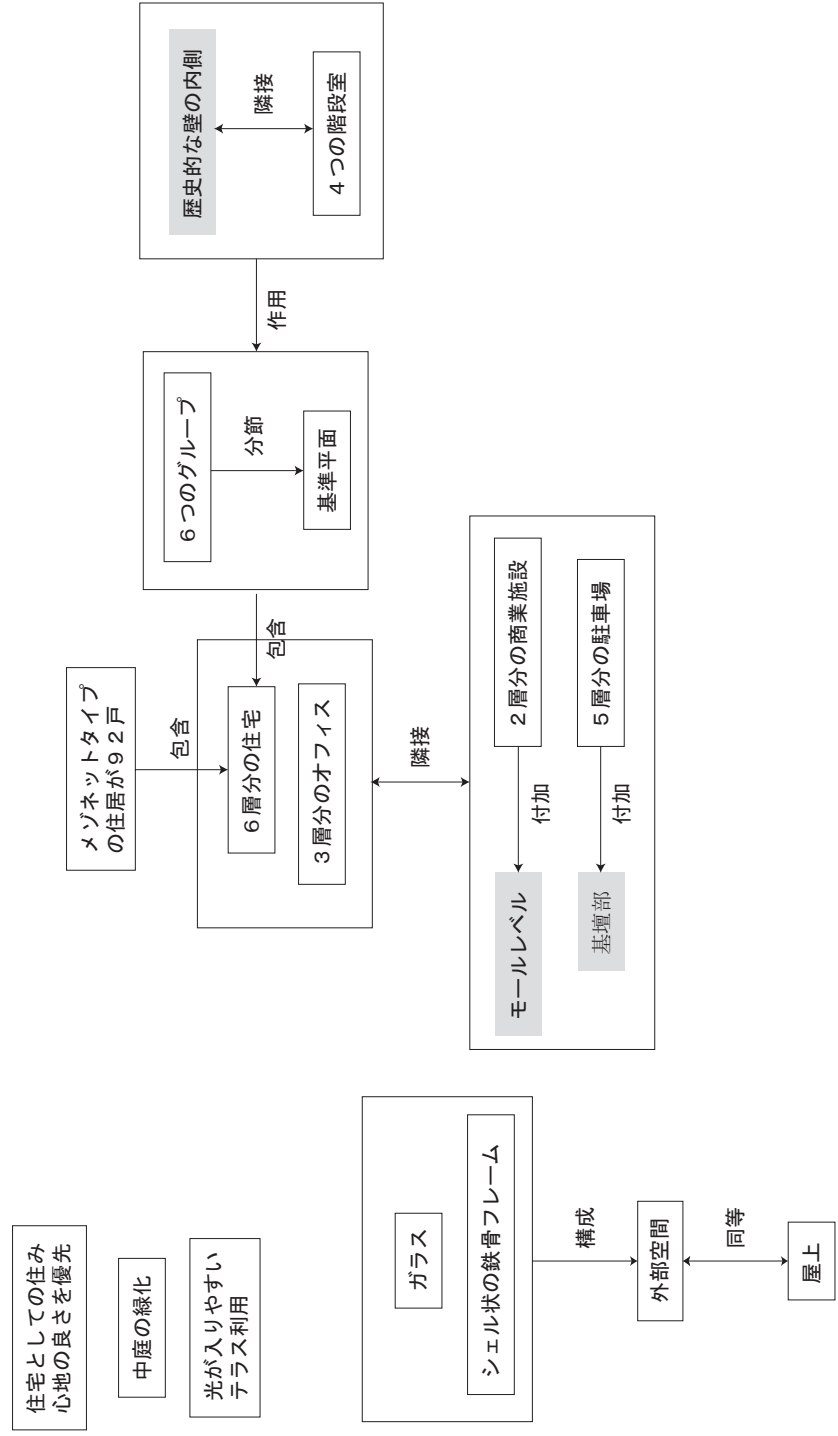 住宅としての住み
心地の良さを優先
中庭の緑化
光が入りやすい
テラス利用
ガラス
シェル状の鉄骨フレーム
構成
外部空間
同等
屋上
メゾネットタイプ
の住居が９２戸
包含
６層分の住宅
３層分のオフィス
包含
隣接
モールレベル
付加
２層分の商業施設
基壇部
付加
５層分の駐車場
６つのグループ
分節
基準平面
作用
歴史的な壁の内側
隣接
４つの階段室